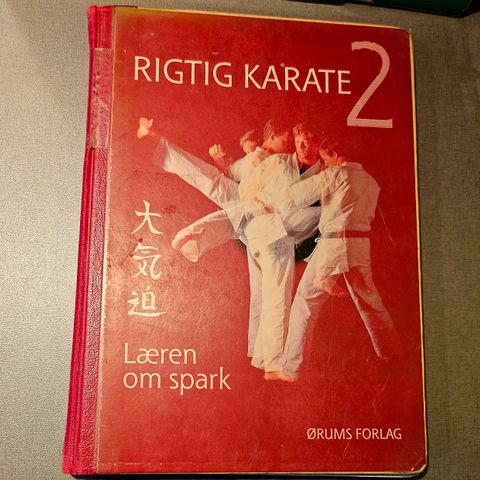 RIGTIG KARATE 2
大
気
迫
Læren
om spark
ØRUMS FORLAG